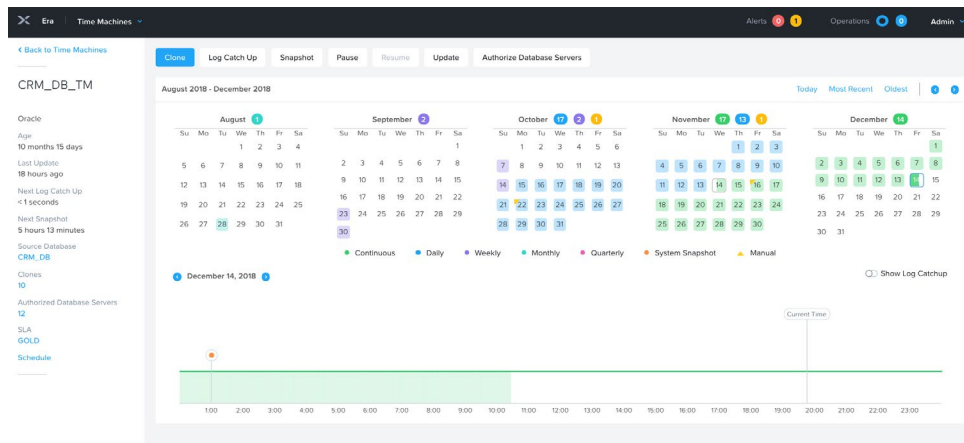 Era Time Machines Alerts 0 1 Operations 0 Admin
Back to Time Machines
CRM_DB_TM
Oracle
Age
10 months 15 days
Last Update
18 hours ago
Next Log Catch Up
< 1 seconds
Next Snapshot
5 hours 13 minutes
Source Database
CRM_DB
Clones
10
Authorized Database Servers
12
SLA
GOLD
Schedule
Clone Log Catch Up Snapshot Pause Resume Update Authorize Database Servers
August 2018 - December 2018 Today Most Recent Oldest
August 1
Su Mo Tu We Th Fr Sa
1 2 3 4
5 6 7 8 9 10 11
12 13 14 15 16 17 18
19 20 21 22 23 24 25
26 27 28 29 30 31
September 2
Su Mo Tu We Th Fr Sa
1
2 3 4 5 6 7 8
9 10 11 12 13 14 15
16 17 18 19 20 21 22
23 24 25 26 27 28 29
30
October 17 2 1
Su Mo Tu We Th Fr Sa
1 2 3 4 5 6
7 8 9 10 11 12 13
14 15 16 17 18 19 20
21 22 23 24 25 26 27
28 29 30 31
November 17 13 1
Su Mo Tu We Th Fr Sa
1 2 3
4 5 6 7 8 9 10
11 12 13 14 15 16 17
18 19 20 21 22 23 24
25 26 27 28 29 30
December 14
Su Mo Tu We Th Fr Sa
1
2 3 4 5 6 7 8
9 10 11 12 13 14 15
16 17 18 19 20 21 22
23 24 25 26 27 28 29
30 31
Continuous Daily Weekly Monthly Quarterly System Snapshot Manual
December 14, 2018 Show Log Catchup
Current Time
1:00 2:00 3:00 4:00 5:00 6:00 7:00 8:00 9:00 10:00 11:00 12:00 13:00 14:00 15:00 16:00 17:00 18:00 19:00 20:00 21:00 22:00 23:00